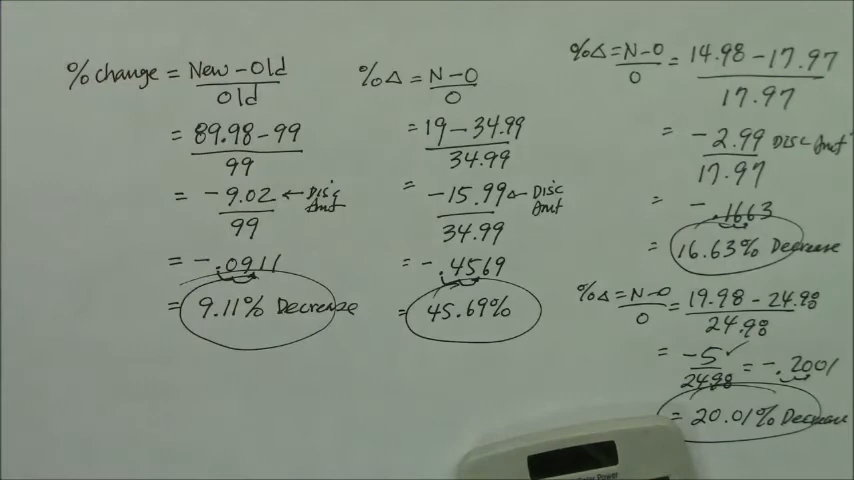 % change = New - Old
Old
= 89.98 - 99
99
= -9.02 ← Disc Amt
99
= -.0911
= 9.11% Decrease
% Δ = N - O
O
= 19 - 34.99
34.99
= -15.99 ← Disc Amt
34.99
= -.4569
= 45.69%
% Δ = N - O = 14.98 - 17.97
O 17.97
= -2.99 Disc Amt
17.97
= -.1663
= 16.63% Decrease
% Δ = N - O = 19.98 - 24.98
O 24.98
= -5 ✓ = -.2001
24.98
= 20.01% Decrease
Power